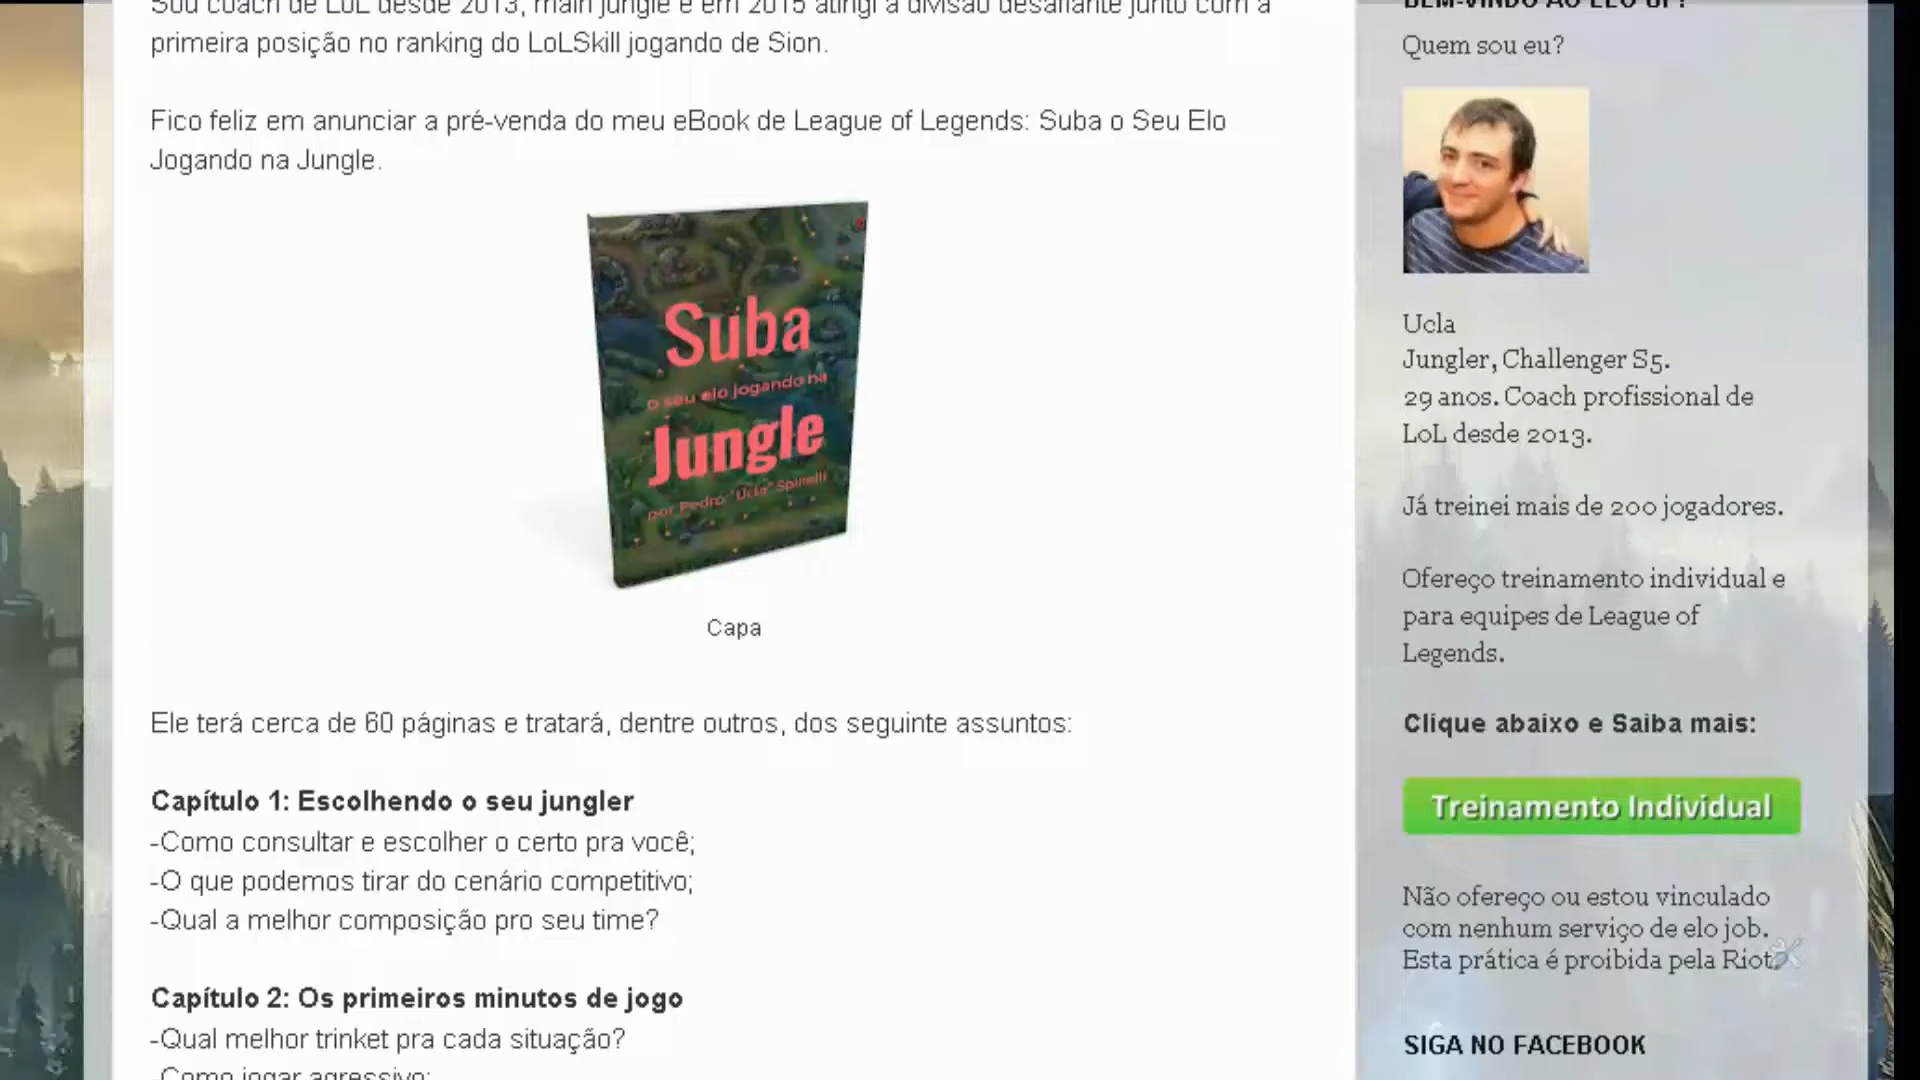 Sou coach de LoL desde 2013, main jungle e em 2015 atingi a divisão desafiante junto com a
primeira posição no ranking do LoLSkill jogando de Sion.
Fico feliz em anunciar a pré-venda do meu eBook de League of Legends: Suba o Seu Elo
Jogando na Jungle.
Suba
o seu elo jogando na
Jungle
por Pedro "Ucla" Spinelli
Capa
Ele terá cerca de 60 páginas e tratará, dentre outros, dos seguinte assuntos:
Capítulo 1: Escolhendo o seu jungler
-Como consultar e escolher o certo pra você;
-O que podemos tirar do cenário competitivo;
-Qual a melhor composição pro seu time?
Capítulo 2: Os primeiros minutos de jogo
-Qual melhor trinket pra cada situação?
-Como jogar agressivo;
BEM-VINDO AO ELO UP!
Quem sou eu?
Ucla
Jungler, Challenger S5.
29 anos. Coach profissional de
LoL desde 2013.
Já treinei mais de 200 jogadores.
Ofereço treinamento individual e
para equipes de League of
Legends.
Clique abaixo e Saiba mais:
Treinamento Individual
Não ofereço ou estou vinculado
com nenhum serviço de elo job.
Esta prática é proibida pela Riot.
SIGA NO FACEBOOK